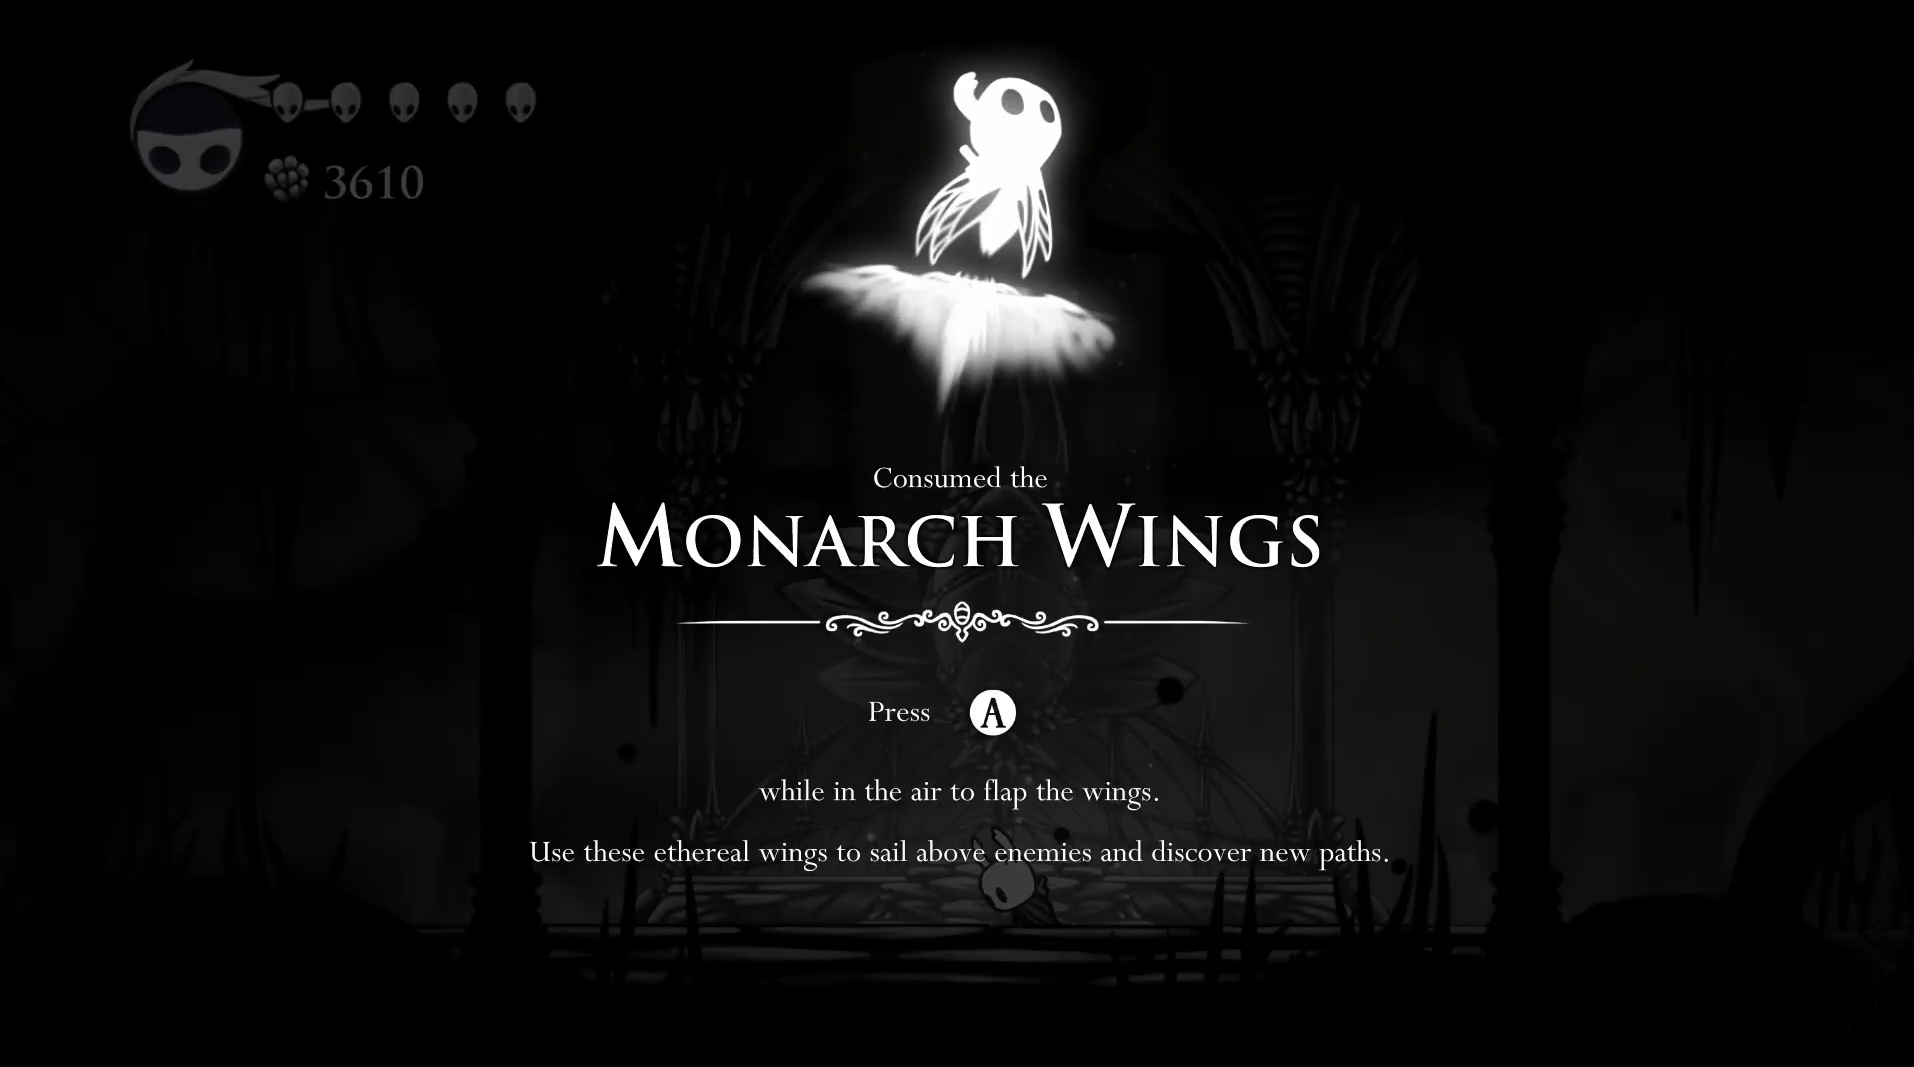 3610
Consumed the
MONARCH WINGS
Press A
while in the air to flap the wings.
Use these ethereal wings to sail above enemies and discover new paths.